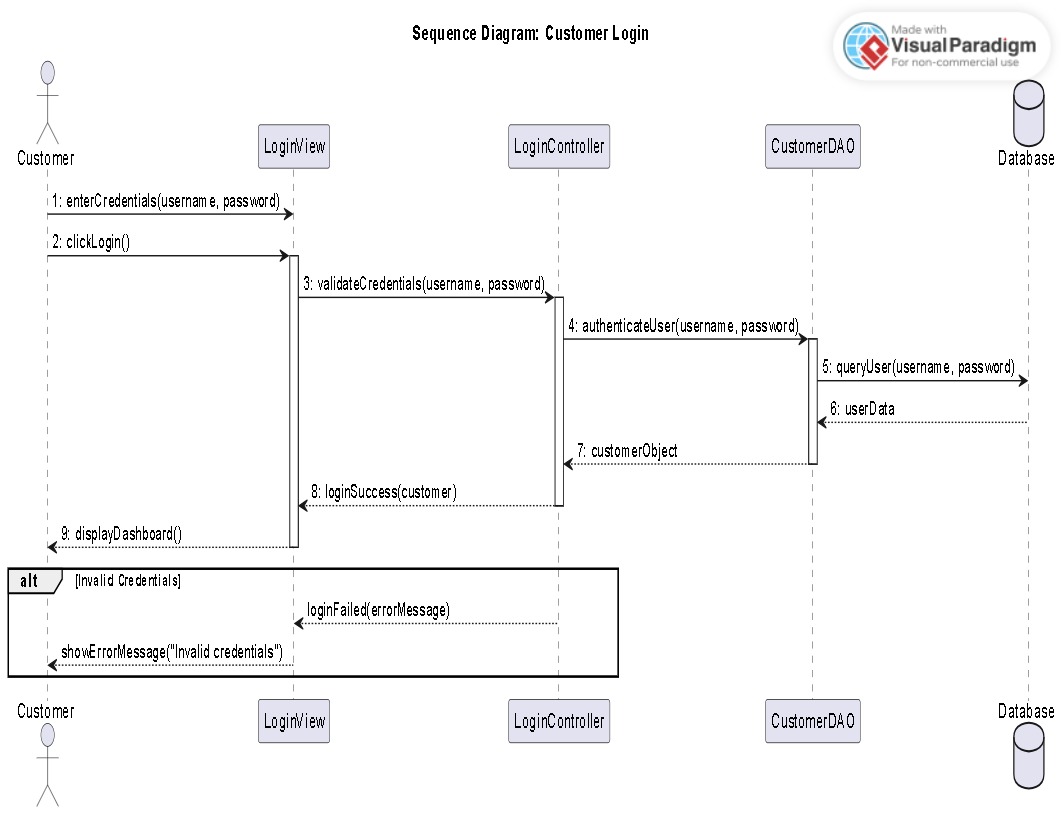 Sequence Diagram: Customer Login
Made with
Visual Paradigm
For non-commercial use
Customer
LoginView
LoginController
CustomerDAO
Database
1: enterCredentials(username, password)
2: clickLogin()
3: validateCredentials(username, password)
4: authenticateUser(username, password)
5: queryUser(username, password)
6: userData
7: customerObject
8: loginSuccess(customer)
9: displayDashboard()
alt [Invalid Credentials]
loginFailed(errorMessage)
showErrorMessage("Invalid credentials")
Customer
LoginView
LoginController
CustomerDAO
Database